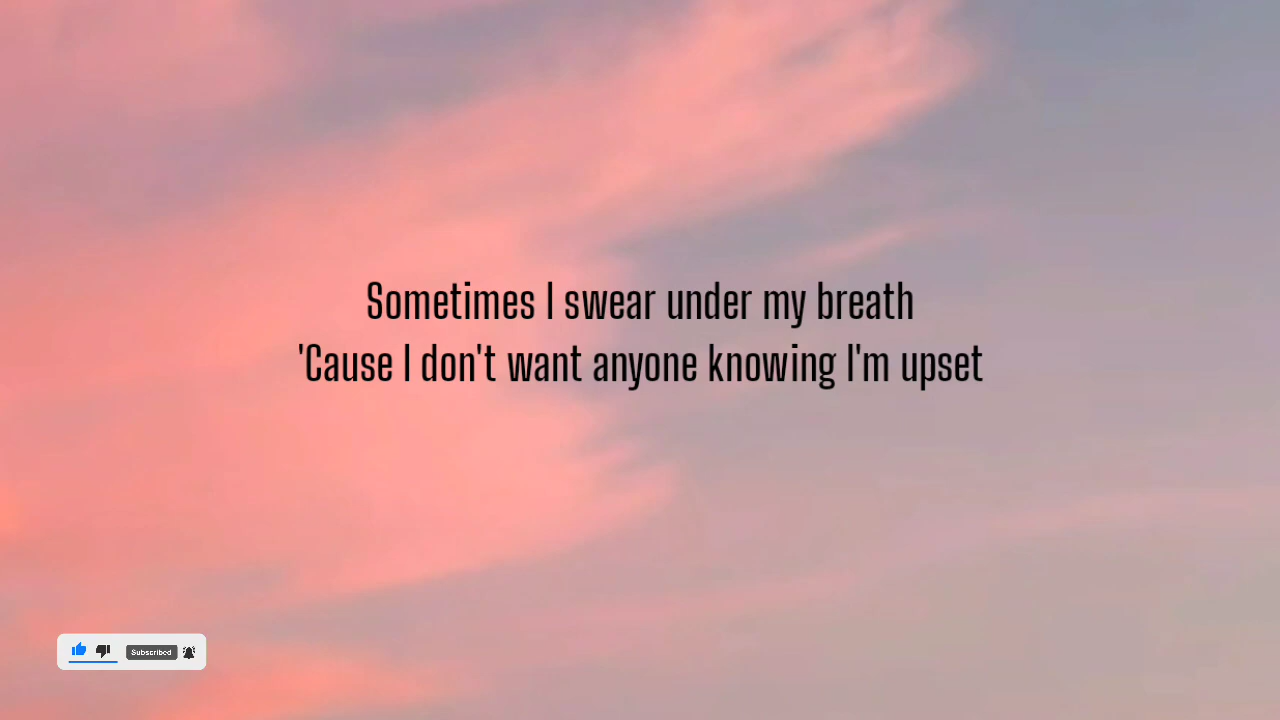 Sometimes I swear under my breath
'Cause I don't want anyone knowing I'm upset
Subscribed